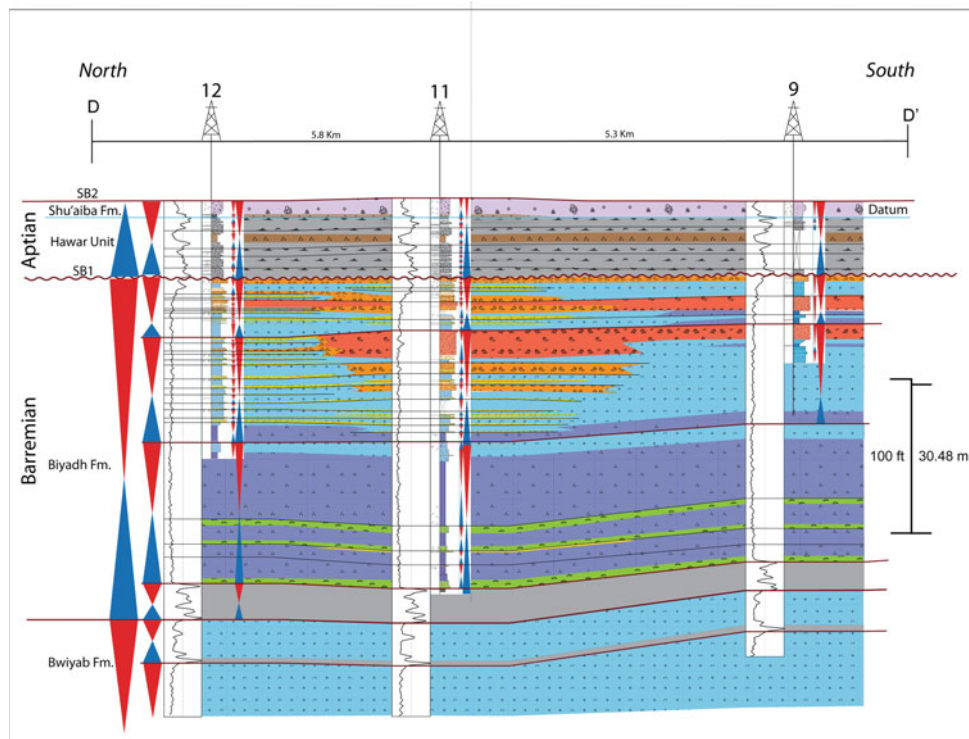 North
South
12
11
9
D
D'
5.8 Km
5.3 Km
SB2
Shu'aiba Fm.
Datum
Aptian
Hawar Unit
SB1
Barremian
Biyadh Fm.
100 ft
30.48 m
Bwiyab Fm.